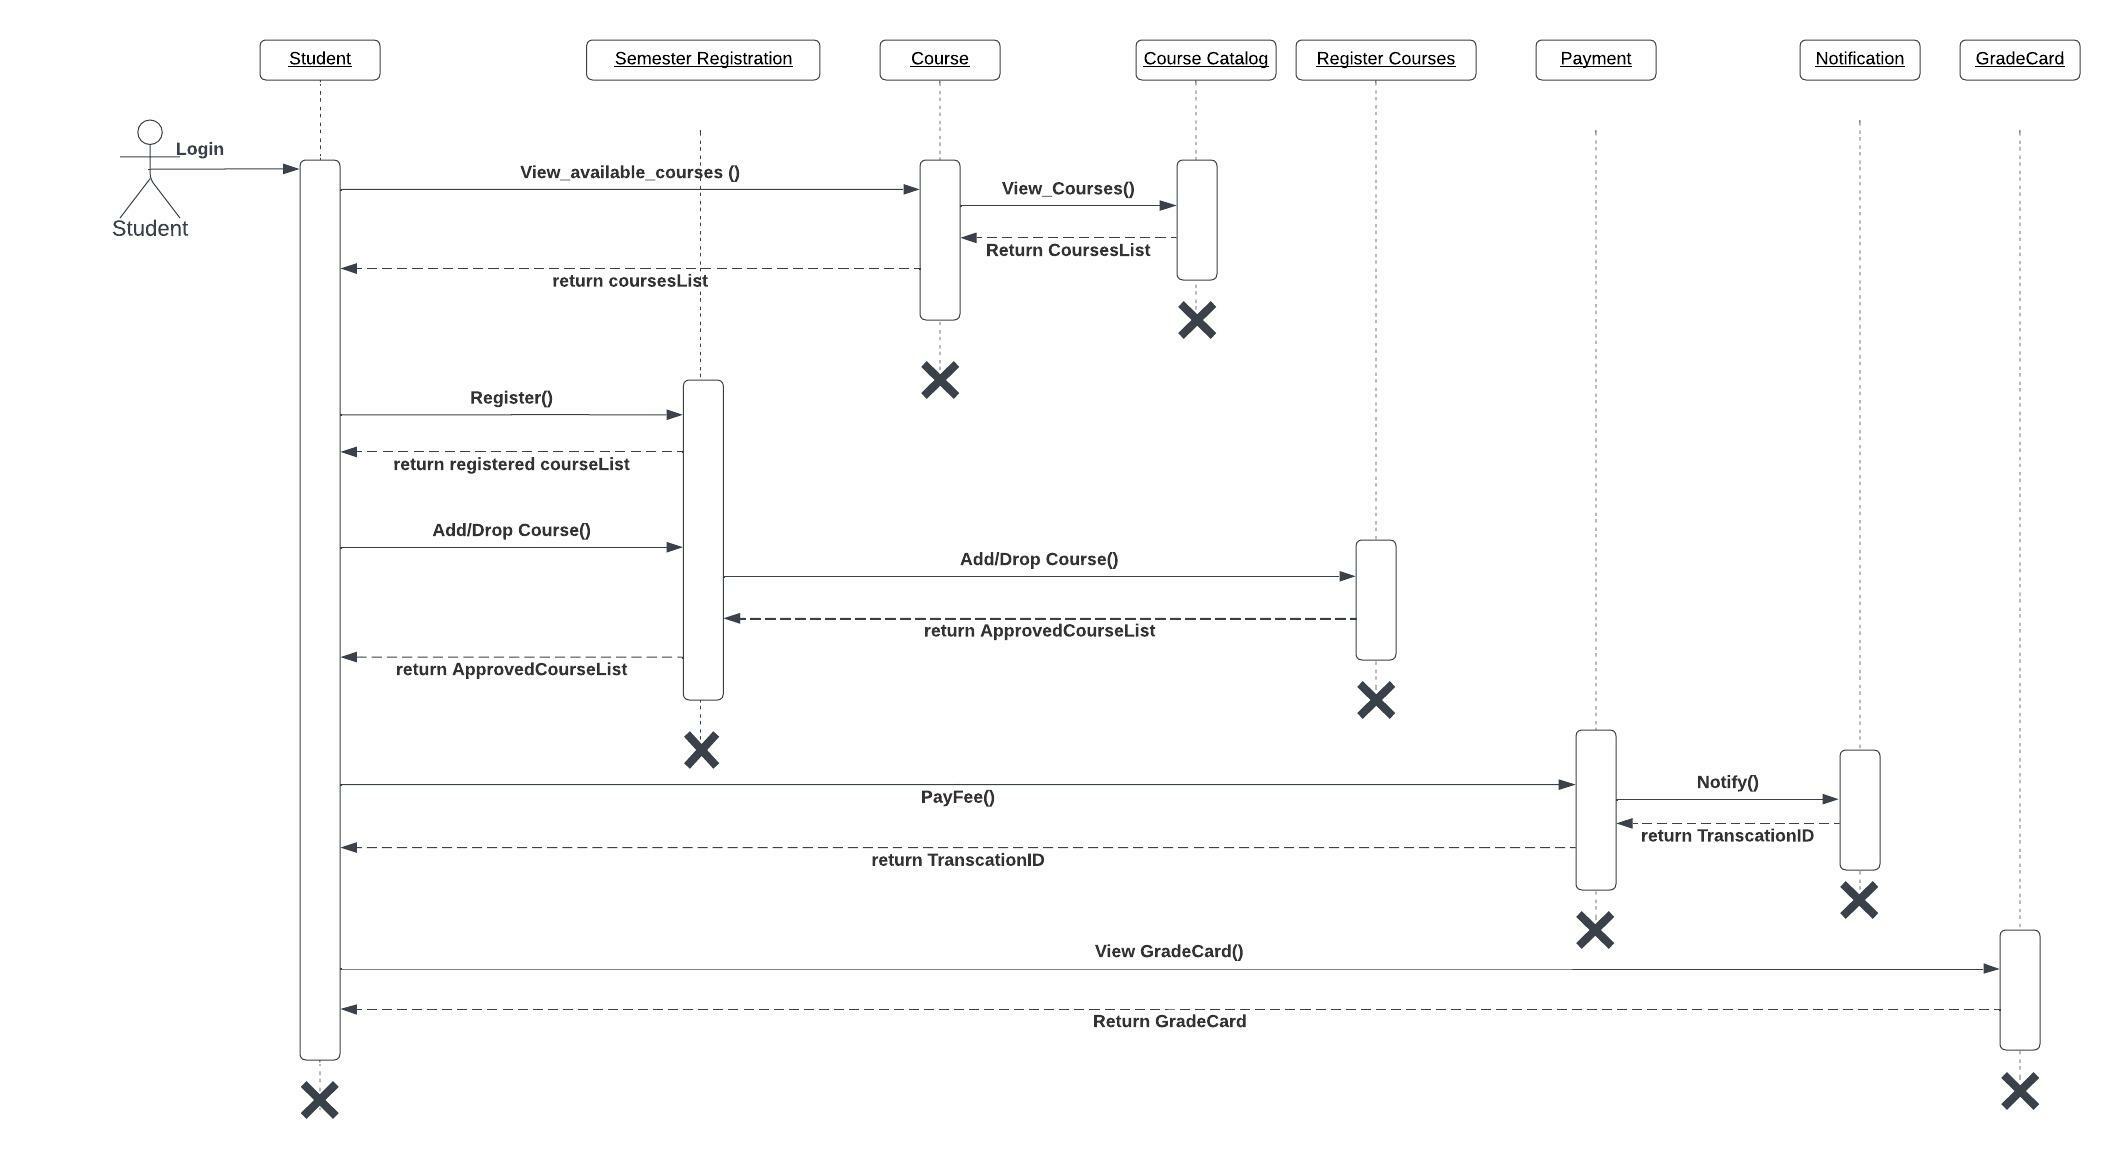 Student
Semester Registration
Course
Course Catalog
Register Courses
Payment
Notification
GradeCard
Login
Student
View_available_courses ()
View_Courses()
Return CoursesList
return coursesList
Register()
return registered courseList
Add/Drop Course()
Add/Drop Course()
return ApprovedCourseList
return ApprovedCourseList
PayFee()
Notify()
return TranscationID
return TranscationID
View GradeCard()
Return GradeCard